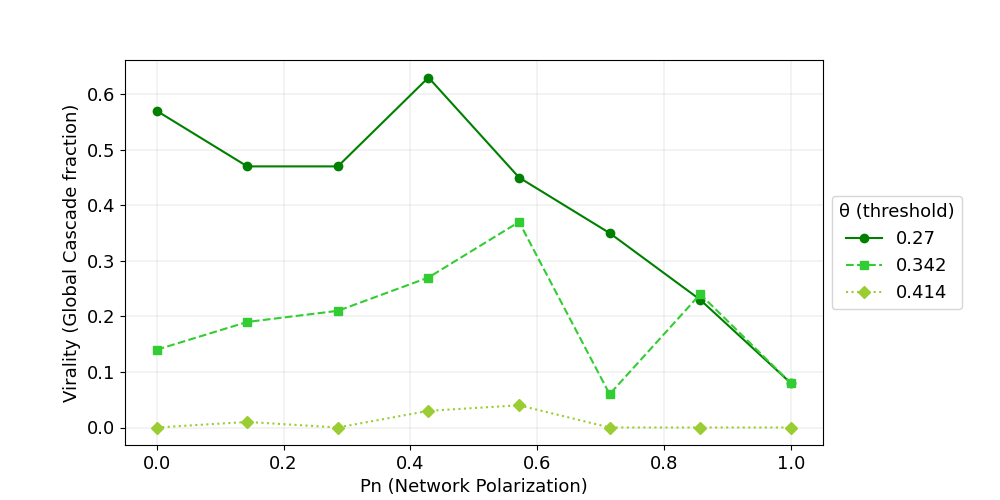 Virality (Global Cascade fraction)
0.6
0.5
0.4
0.3
0.2
0.1
0.0
0.0 0.2 0.4 0.6 0.8 1.0
Pn (Network Polarization)
θ (threshold)
0.27
0.342
0.414